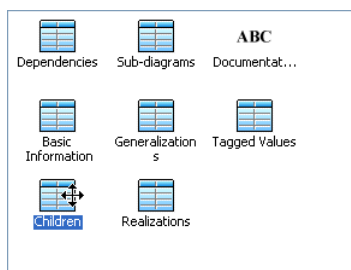 ABC
Dependencies
Sub-diagrams
Documentat...
Basic
Information
Generalization
s
Tagged Values
Children
Realizations